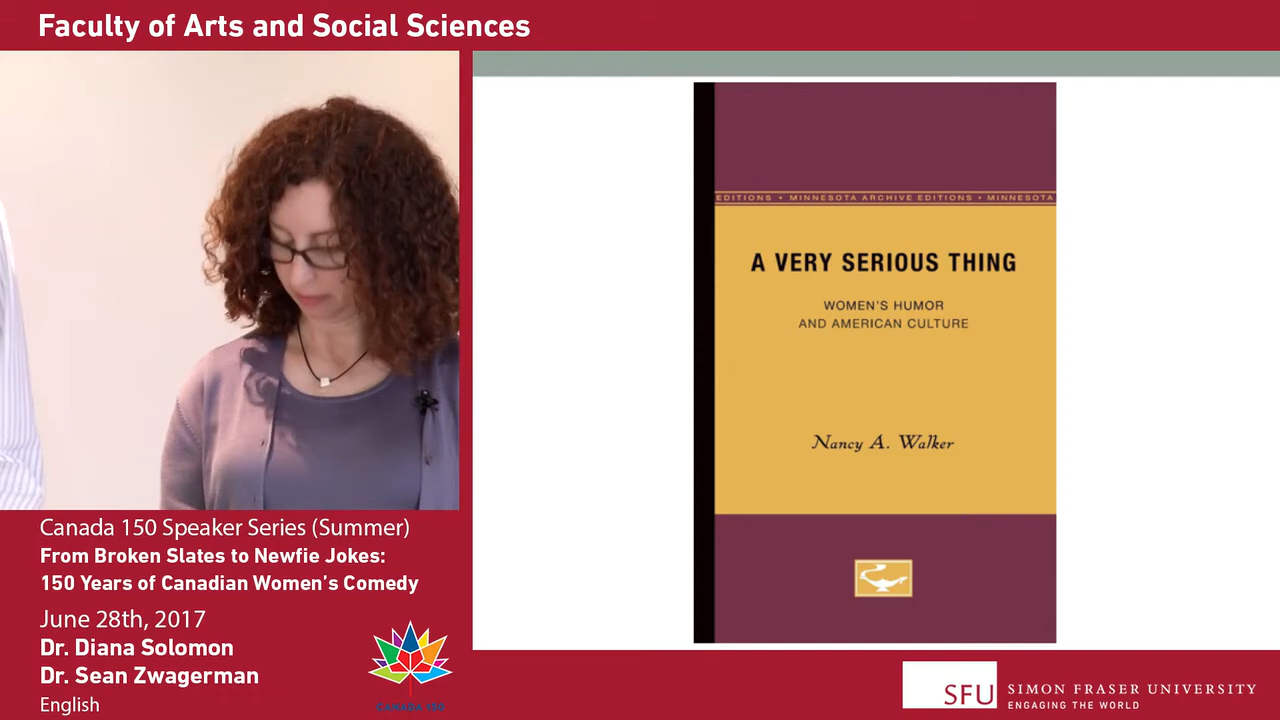 Faculty of Arts and Social Sciences
EDITIONS • MINNESOTA ARCHIVE EDITIONS • MINNESOTA
A VERY SERIOUS THING
WOMEN'S HUMOR
AND AMERICAN CULTURE
Nancy A. Walker
Canada 150 Speaker Series (Summer)
From Broken Slates to Newfie Jokes:
150 Years of Canadian Women's Comedy
June 28th, 2017
Dr. Diana Solomon
Dr. Sean Zwagerman
English
CANADA 150
SFU
SIMON FRASER UNIVERSITY
ENGAGING THE WORLD